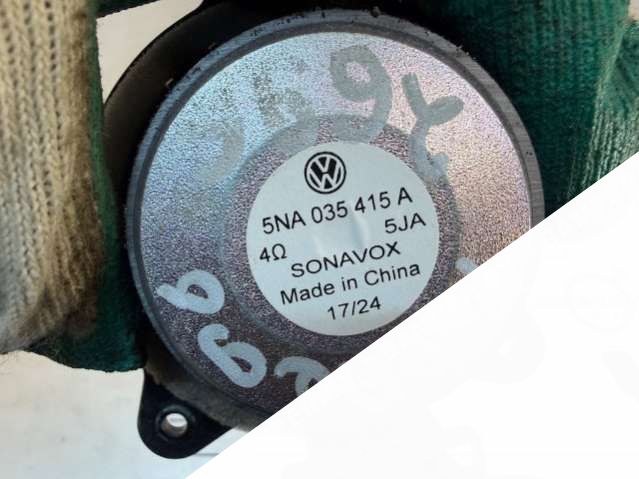 5NA 035 415 A
5JA
4Ω
SONAVOX
Made in China
17/24